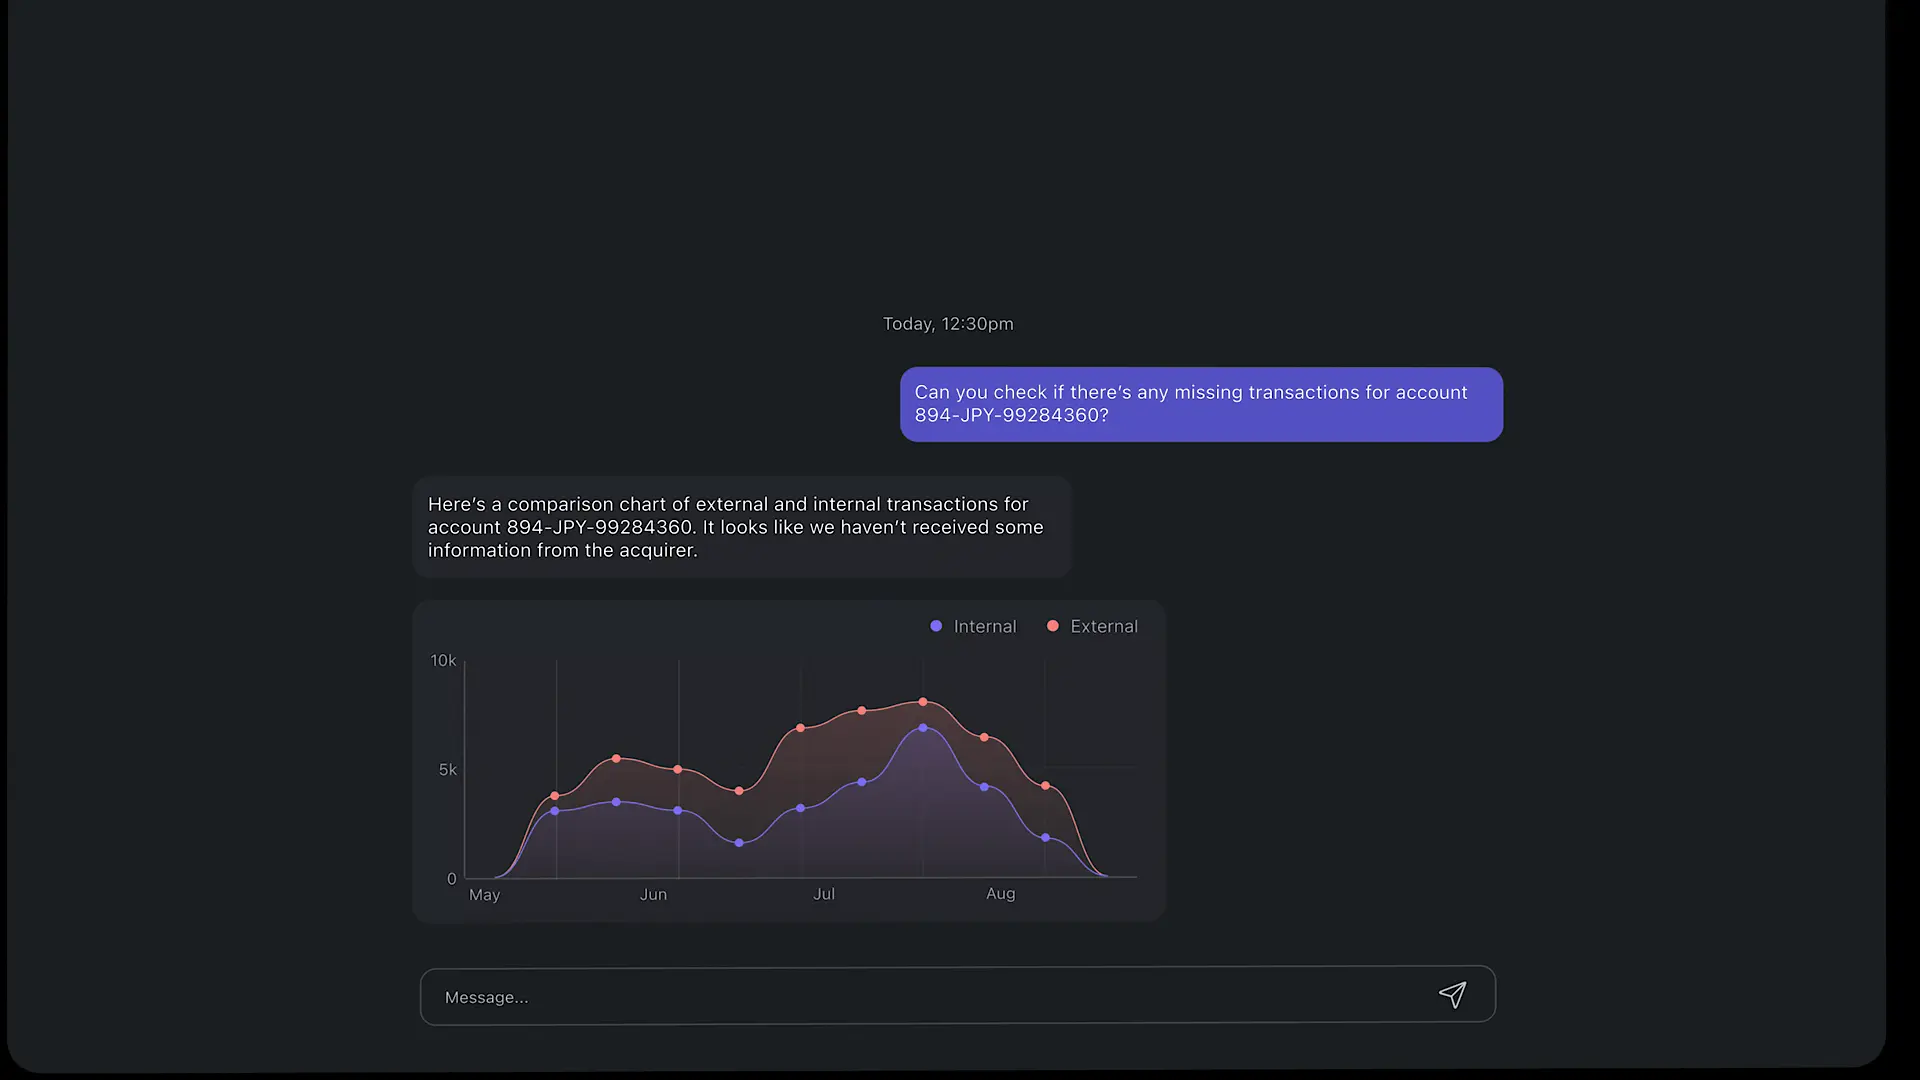 Today, 12:30pm
Can you check if there’s any missing transactions for account
894-JPY-99284360?
Here’s a comparison chart of external and internal transactions for
account 894-JPY-99284360. It looks like we haven’t received some
information from the acquirer.
Internal
External
10k
5k
0
May
Jun
Jul
Aug
Message...